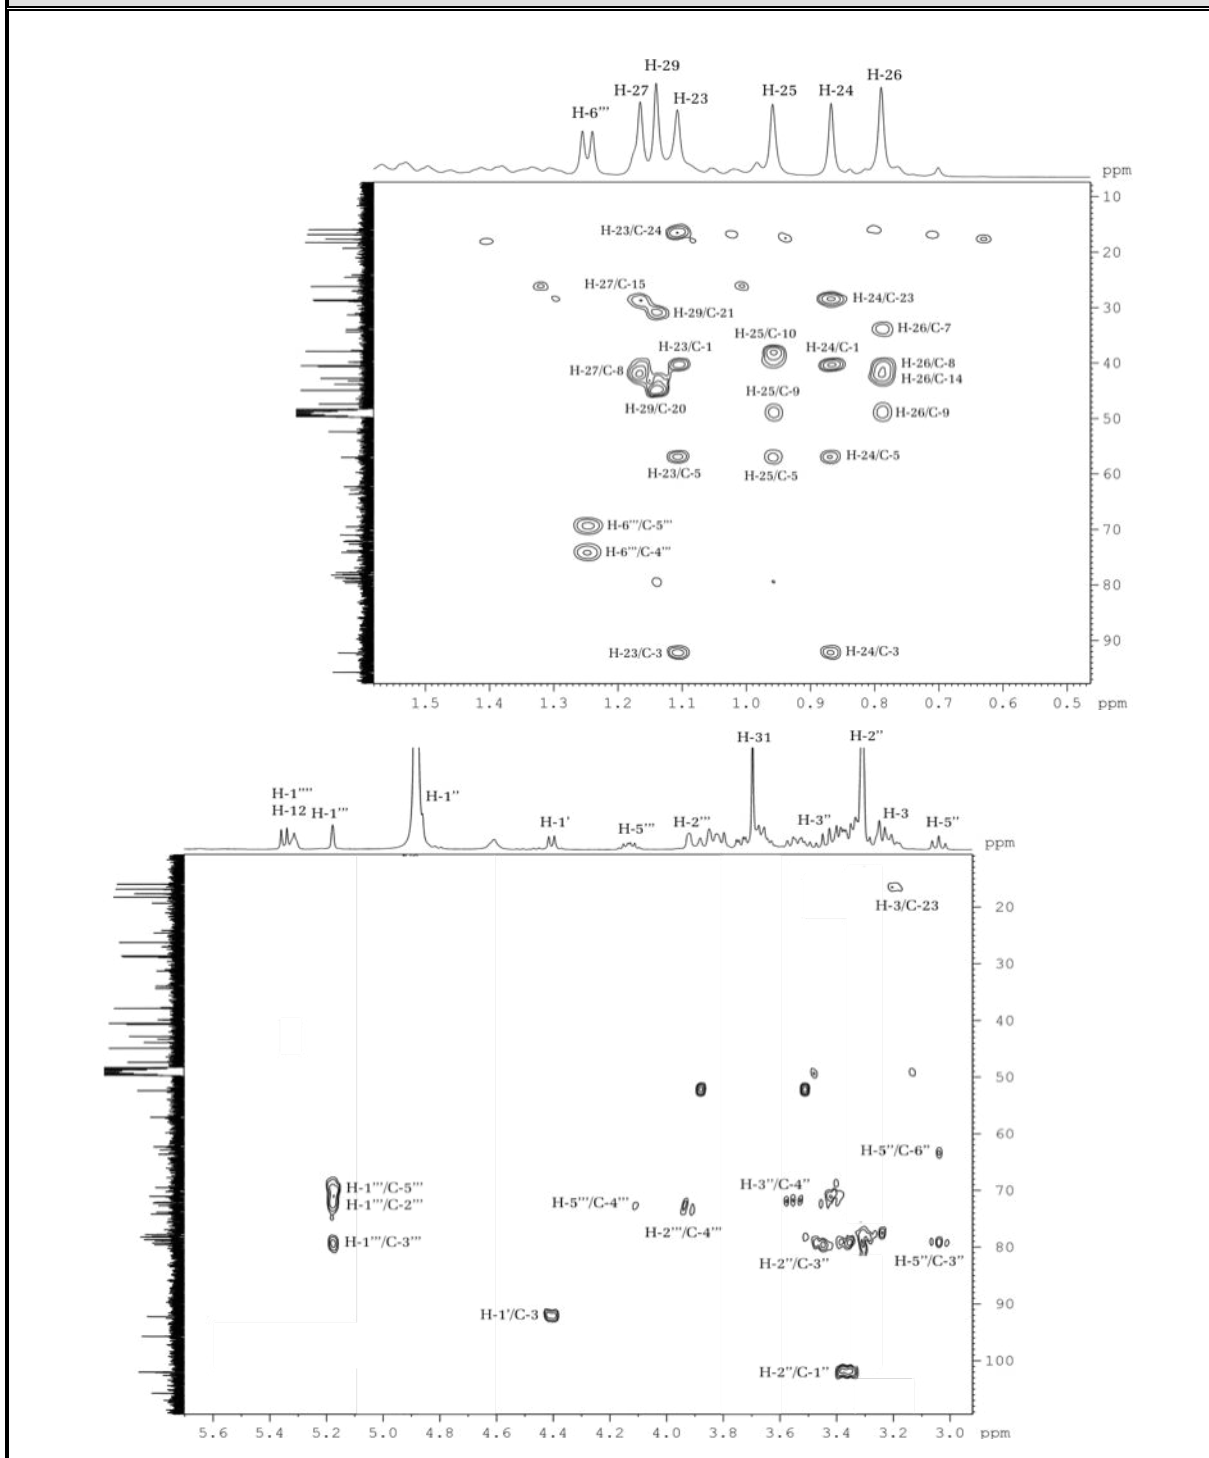 H-29
H-26
H-27
H-23
H-25
H-24
H-6'''
ppm
10
H-23/C-24
20
H-27/C-15
H-24/C-23
30
H-29/C-21
H-26/C-7
H-25/C-10
H-23/C-1
H-24/C-1
40
H-26/C-8
H-27/C-8
H-26/C-14
H-25/C-9
H-29/C-20
H-26/C-9
50
H-24/C-5
H-23/C-5
H-25/C-5
60
H-6'''/C-5'''
70
H-6'''/C-4'''
80
90
H-23/C-3
H-24/C-3
1.5 1.4 1.3 1.2 1.1 1.0 0.9 0.8 0.7 0.6 0.5 ppm
H-31
H-2''
H-1''''
H-1''
H-12
H-1'''
H-1'
H-5'''
H-2'''
H-3''
H-3
H-5''
ppm
H-3/C-23
20
30
40
50
60
H-5''/C-6''
H-1'''/C-5'''
H-3''/C-4''
70
H-1'''/C-2'''
H-5'''/C-4'''
H-2'''/C-4'''
H-1'''/C-3'''
80
H-2''/C-3''
H-5''/C-3''
90
H-1'/C-3
100
H-2''/C-1''
5.6 5.4 5.2 5.0 4.8 4.6 4.4 4.2 4.0 3.8 3.6 3.4 3.2 3.0 ppm